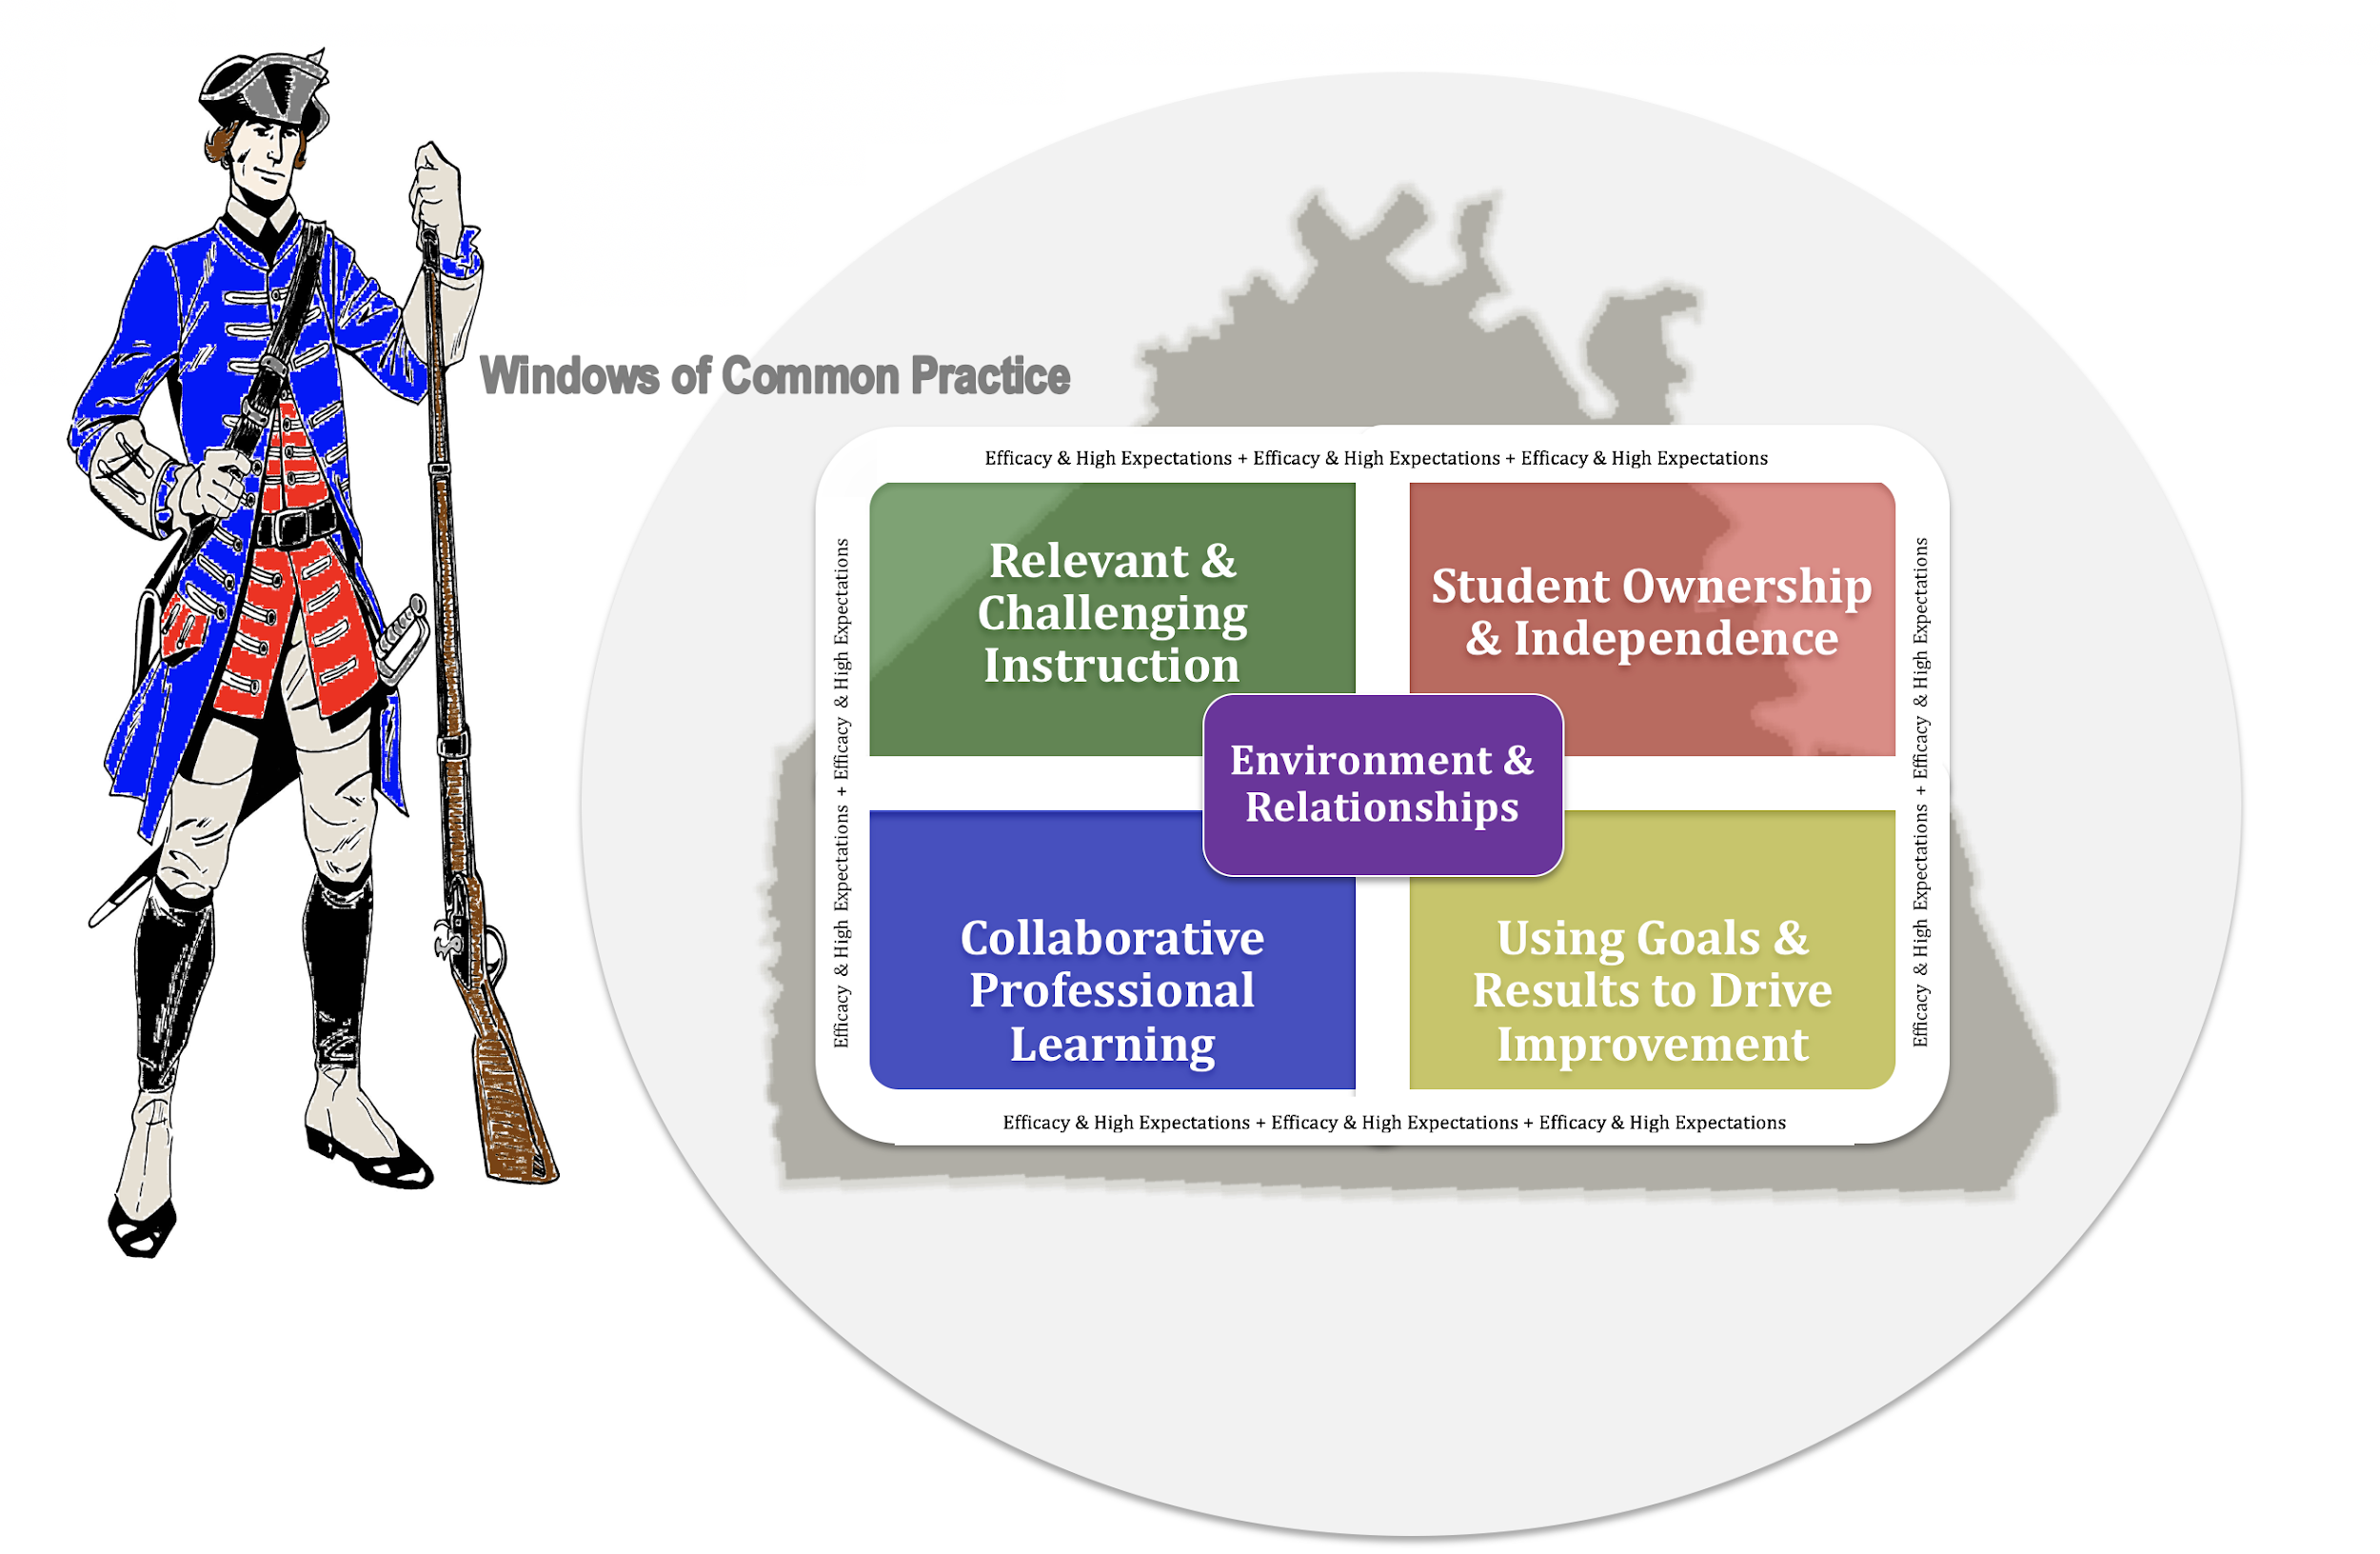 Windows of Common Practice
Efficacy & High Expectations + Efficacy & High Expectations + Efficacy & High Expectations
Efficacy & High Expectations + Efficacy & High Expectations
Relevant &
Challenging
Instruction
Student Ownership
& Independence
Efficacy & High Expectations + Efficacy & High Expectations
Environment &
Relationships
Collaborative
Professional
Learning
Using Goals &
Results to Drive
Improvement
Efficacy & High Expectations + Efficacy & High Expectations + Efficacy & High Expectations